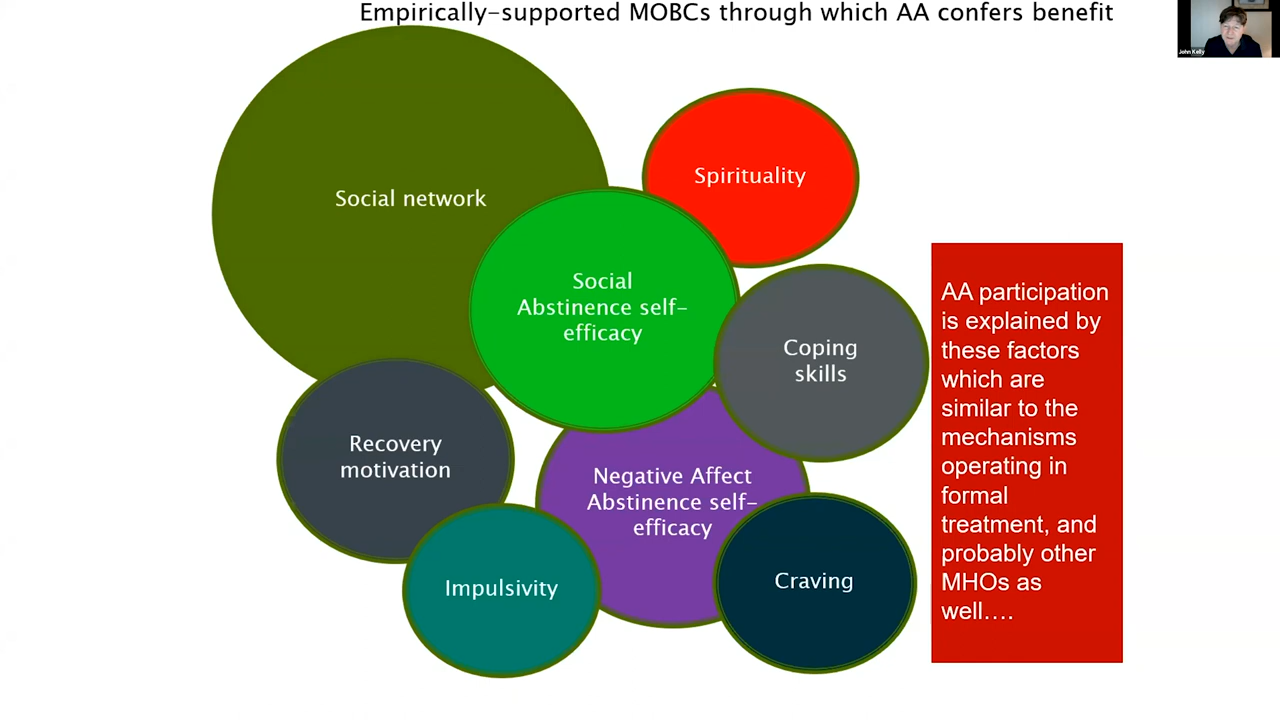 Empirically-supported MOBCs through which AA confers benefit
John Kelly
Spirituality
Social network
Social
Abstinence self-
efficacy
Coping
skills
Recovery
motivation
Negative Affect
Abstinence self-
efficacy
Impulsivity
Craving
AA participation
is explained by
these factors
which are
similar to the
mechanisms
operating in
formal
treatment, and
probably other
MHOs as
well….